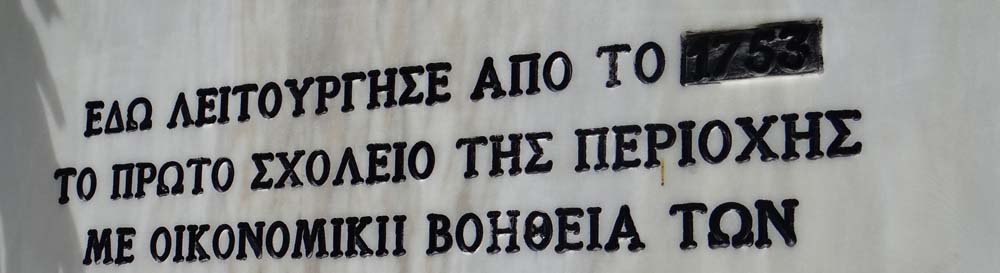 ΕΔΩ ΛΕΙΤΟΥΡΓΗΣΕ ΑΠΟ ΤΟ 1753
ΤΟ ΠΡΩΤΟ ΣΧΟΛΕΙΟ ΤΗΣ ΠΕΡΙΟΧΗΣ
ΜΕ ΟΙΚΟΝΟΜΙΚΙΙ ΒΟΗΘΕΙΑ ΤΩΝ